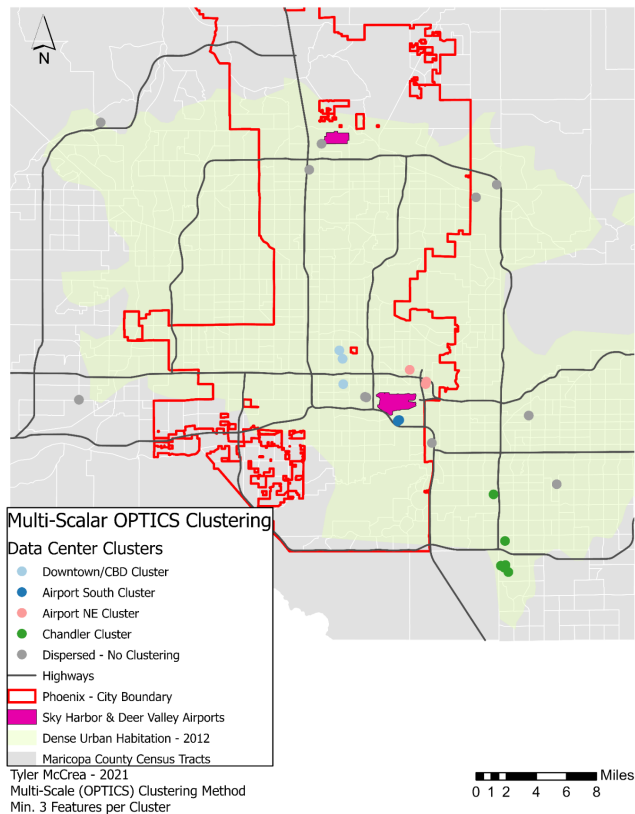 N
Multi-Scalar OPTICS Clustering
Data Center Clusters
Downtown/CBD Cluster
Airport South Cluster
Airport NE Cluster
Chandler Cluster
Dispersed - No Clustering
Highways
Phoenix - City Boundary
Sky Harbor & Deer Valley Airports
Dense Urban Habitation - 2012
Maricopa County Census Tracts
Tyler McCrea - 2021
Multi-Scale (OPTICS) Clustering Method
Min. 3 Features per Cluster
Miles
0 1 2 4 6 8